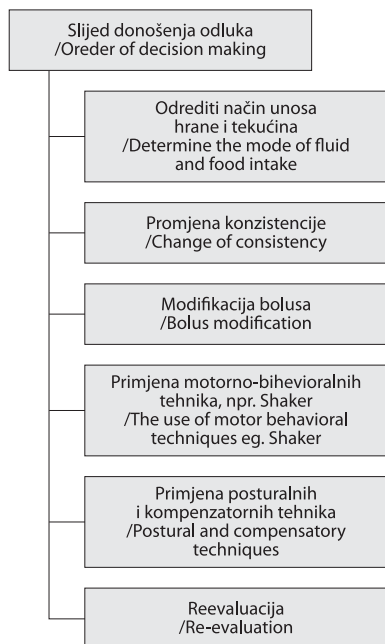 Slijed donošenja odluka
/Oreder of decision making
Odrediti način unosa
hrane i tekućina
/Determine the mode of fluid
and food intake
Promjena konzistencije
/Change of consistency
Modifikacija bolusa
/Bolus modification
Primjena motorno-bihevioralnih
tehnika, npr. Shaker
/The use of motor behavioral
techniques eg. Shaker
Primjena posturalnih
i kompenzatornih tehnika
/Postural and compensatory
techniques
Reevaluacija
/Re-evaluation